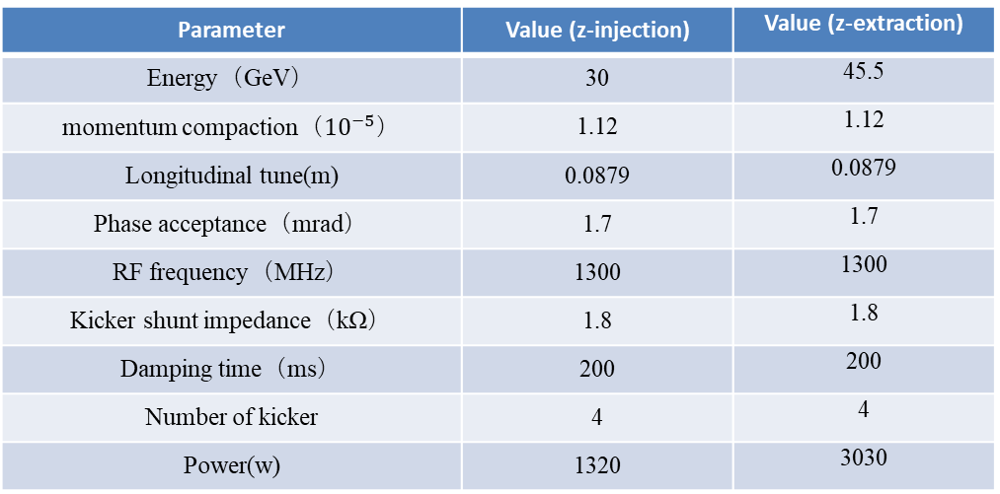 Parameter Value (z-injection) Value (z-extraction)
Energy（GeV） 30 45.5
momentum compaction（10⁻⁵） 1.12 1.12
Longitudinal tune(m) 0.0879 0.0879
Phase acceptance（mrad） 1.7 1.7
RF frequency（MHz） 1300 1300
Kicker shunt impedance（kΩ） 1.8 1.8
Damping time（ms） 200 200
Number of kicker 4 4
Power(w) 1320 3030